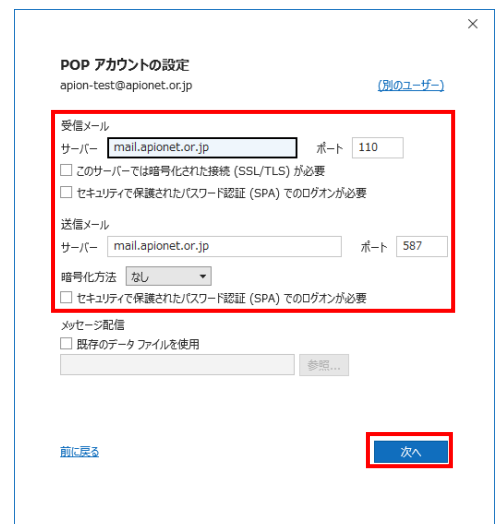 POP アカウントの設定
apion-test@apionet.or.jp (別のユーザー)
受信メール
サーバー mail.apionet.or.jp ポート 110
このサーバーでは暗号化された接続 (SSL/TLS) が必要
セキュリティで保護されたパスワード認証 (SPA) でのログオンが必要
送信メール
サーバー mail.apionet.or.jp ポート 587
暗号化方法 なし
セキュリティで保護されたパスワード認証 (SPA) でのログオンが必要
メッセージ配信
既存のデータ ファイルを使用
参照...
前に戻る 次へ